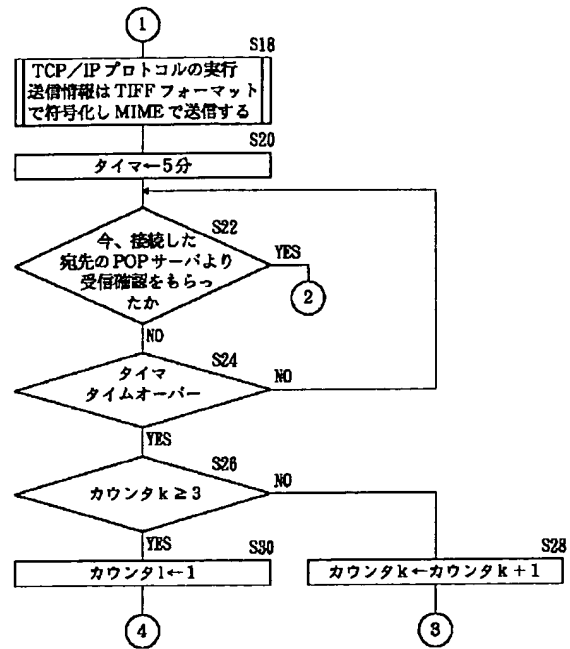 1
S18
TCP/IPプロトコルの実行
送信情報はTIFFフォーマット
で符号化しMIMEで送信する
S20
タイマ←5分
S22
今、接続した
宛先のPOPサーバより
受信確認をもらっ
たか
YES
2
NO
S24
タイマ
タイムオーバー
NO
YES
S26
カウンタk≧3
NO
YES
S30
カウンタl←1
S28
カウンタk←カウンタk+1
4
3